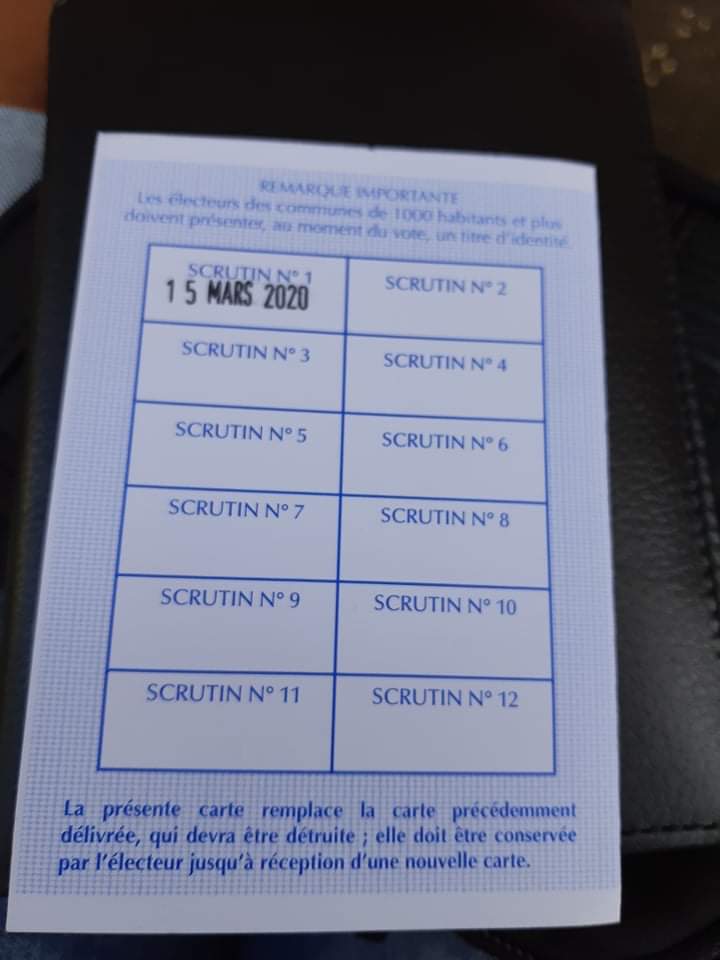 REMARQUE IMPORTANTE
Les électeurs des communes de 1000 habitants et plus
doivent présenter, au moment du vote, un titre d'identité
SCRUTIN N° 1
15 MARS 2020
SCRUTIN N° 2
SCRUTIN N° 3
SCRUTIN N° 4
SCRUTIN N° 5
SCRUTIN N° 6
SCRUTIN N° 7
SCRUTIN N° 8
SCRUTIN N° 9
SCRUTIN N° 10
SCRUTIN N° 11
SCRUTIN N° 12
La présente carte remplace la carte précédemment
délivrée, qui devra être détruite ; elle doit être conservée
par l'électeur jusqu'à réception d'une nouvelle carte.